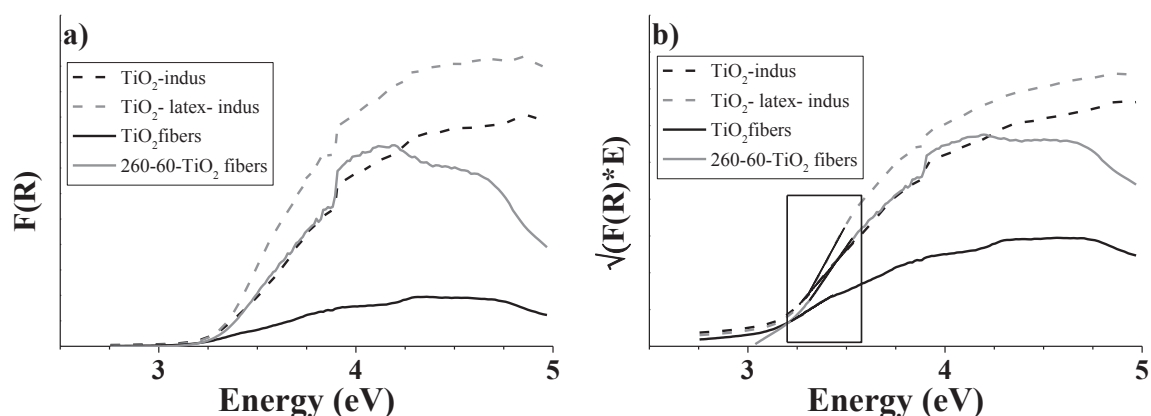 a)
TiO₂-indus
TiO₂- latex- indus
TiO₂fibers
260-60-TiO₂ fibers
F(R)
3 4 5
Energy (eV)
b)
TiO₂-indus
TiO₂- latex- indus
TiO₂fibers
260-60-TiO₂ fibers
√(F(R)*E)
3 4 5
Energy (eV)